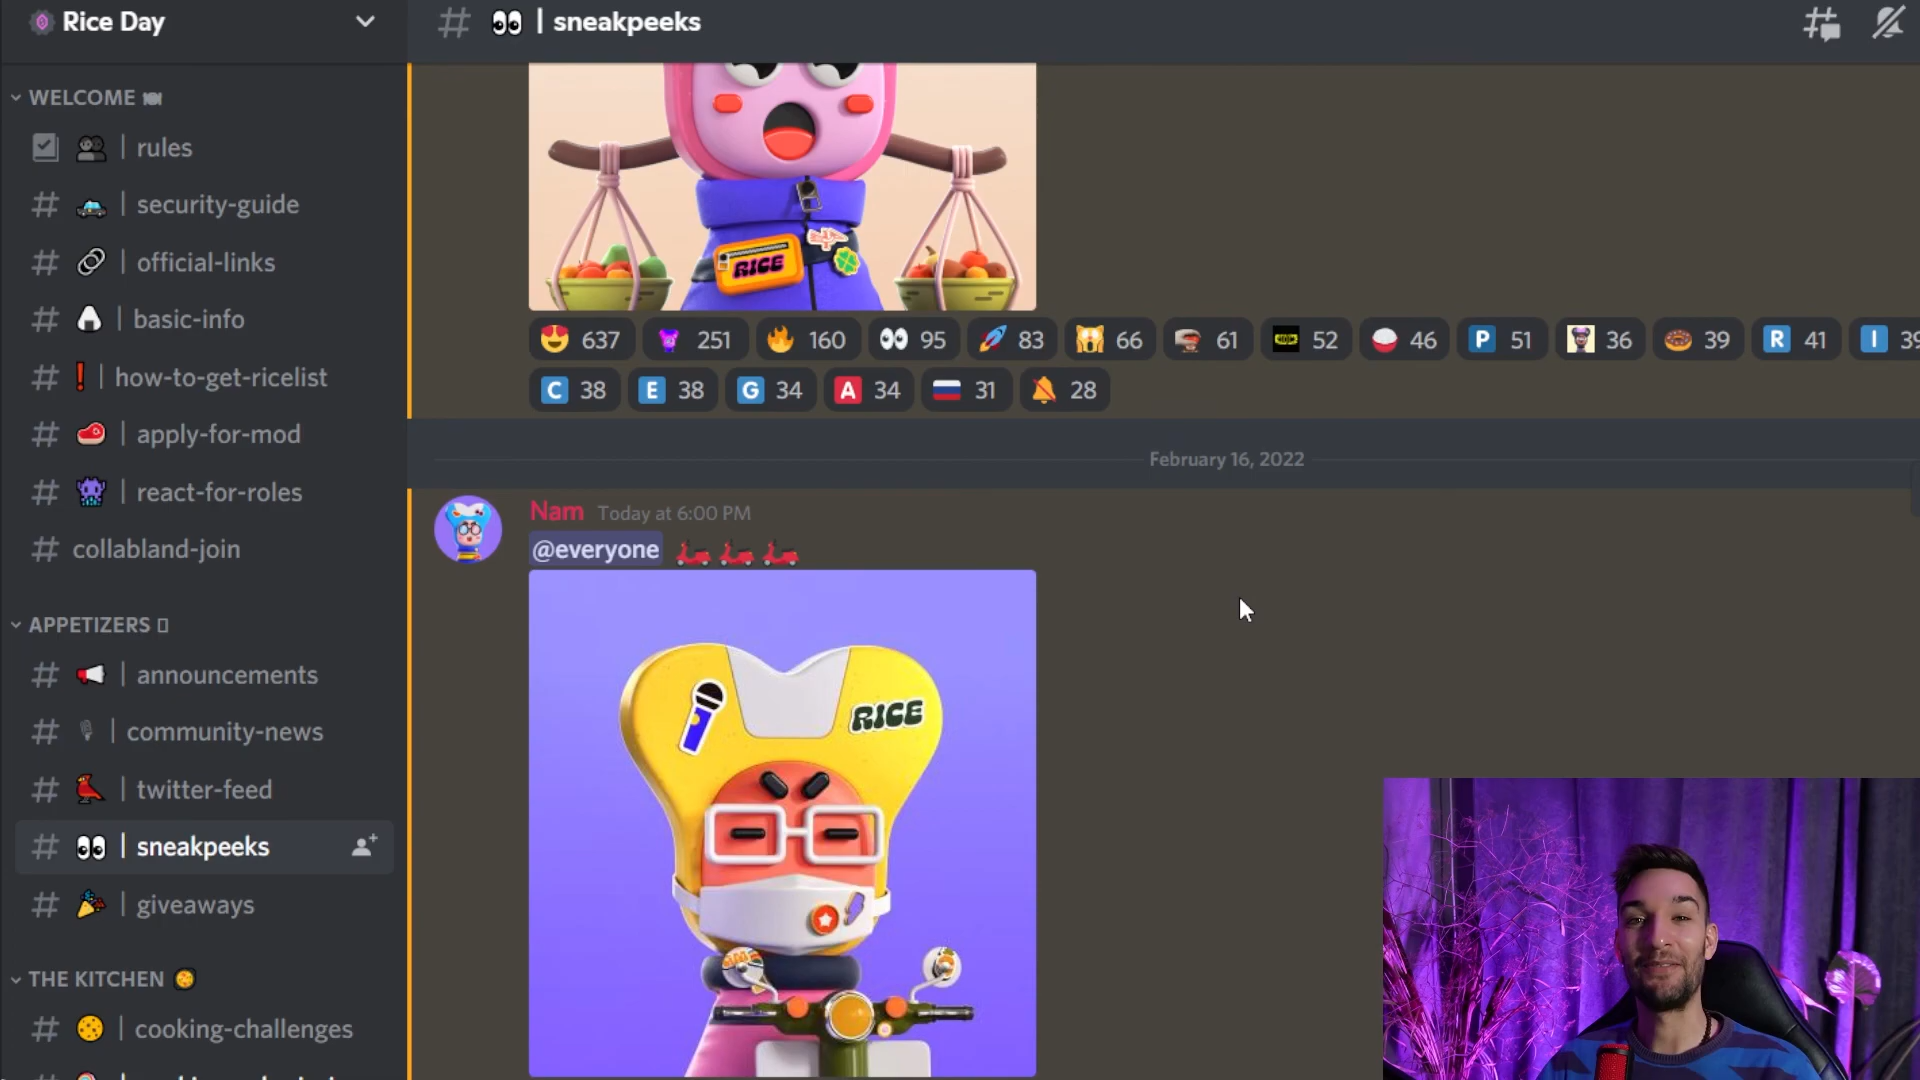 Rice Day
# | sneakpeeks
WELCOME
| rules
# | security-guide
# | official-links
# | basic-info
# | how-to-get-ricelist
# | apply-for-mod
# | react-for-roles
# collabland-join
APPETIZERS
# | announcements
# | community-news
# | twitter-feed
# | sneakpeeks
# | giveaways
THE KITCHEN
# | cooking-challenges
RICE
637 251 160 95 83 66 61 52 46 P 51 36 39 R 41 I 39
C 38 E 38 G 34 A 34 31 28
February 16, 2022
Nam Today at 6:00 PM
@everyone
RICE